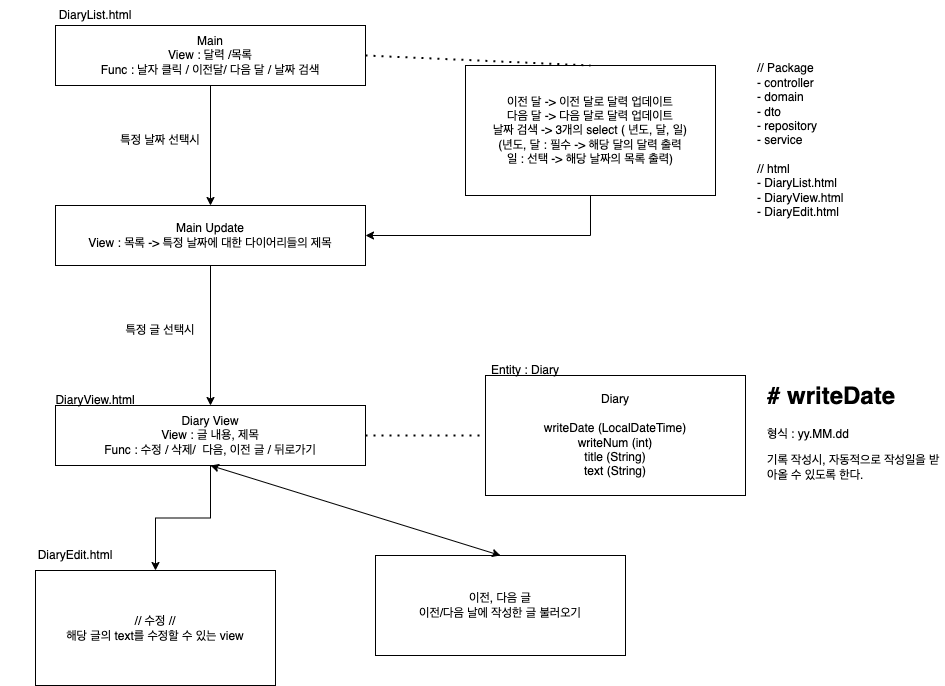 DiaryList.html
Main
View : 달력 /목록
Func : 날자 클릭 / 이전달/ 다음 달 / 날짜 검색
이전 달 -> 이전 달로 달력 업데이트
다음 달 -> 다음 달로 달력 업데이트
날짜 검색 -> 3개의 select ( 년도, 달, 일)
(년도, 달 : 필수 -> 해당 달의 달력 출력
일 : 선택 -> 해당 날짜의 목록 출력)
// Package
- controller
- domain
- dto
- repository
- service
// html
- DiaryList.html
- DiaryView.html
- DiaryEdit.html
특정 날짜 선택시
Main Update
View : 목록 -> 특정 날짜에 대한 다이어리들의 제목
특정 글 선택시
DiaryView.html
Diary View
View : 글 내용, 제목
Func : 수정 / 삭제/ 다음, 이전 글 / 뒤로가기
Entity : Diary
Diary
writeDate (LocalDateTime)
writeNum (int)
title (String)
text (String)
# writeDate
형식 : yy.MM.dd
기록 작성시, 자동적으로 작성일을 받
아올 수 있도록 한다.
DiaryEdit.html
// 수정 //
해당 글의 text를 수정할 수 있는 view
이전, 다음 글
이전/다음 날에 작성한 글 불러오기